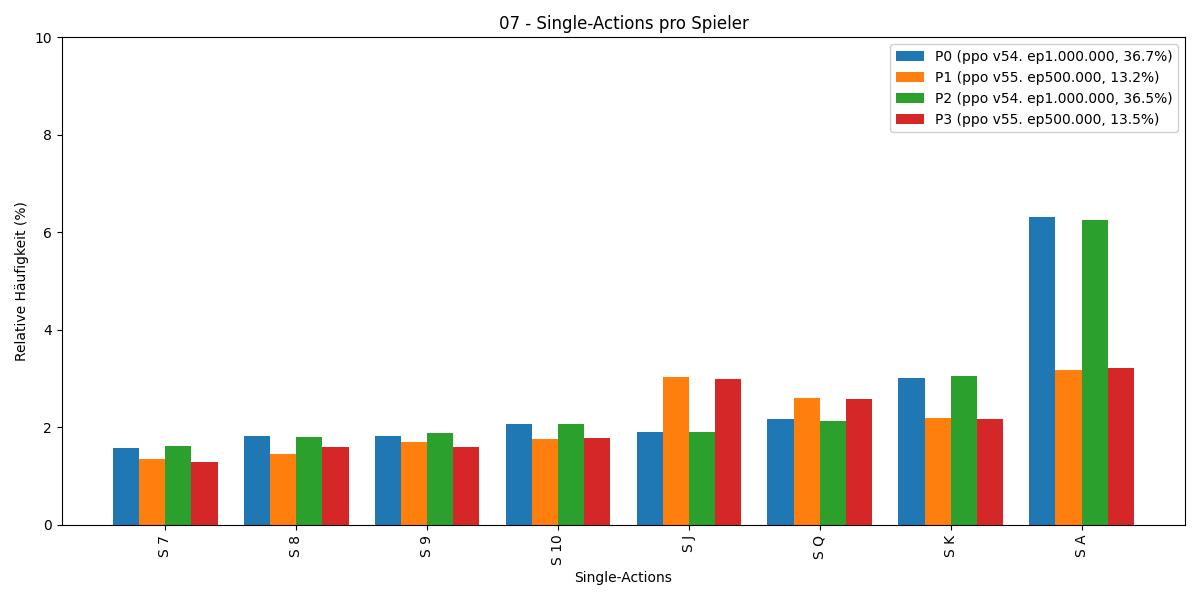 07 - Single-Actions pro Spieler
P0 (ppo v54. ep1.000.000, 36.7%)
P1 (ppo v55. ep500.000, 13.2%)
P2 (ppo v54. ep1.000.000, 36.5%)
P3 (ppo v55. ep500.000, 13.5%)
Relative Häufigkeit (%)
10
8
6
4
2
0
S 7
S 8
S 9
S 10
S J
S Q
S K
S A
Single-Actions